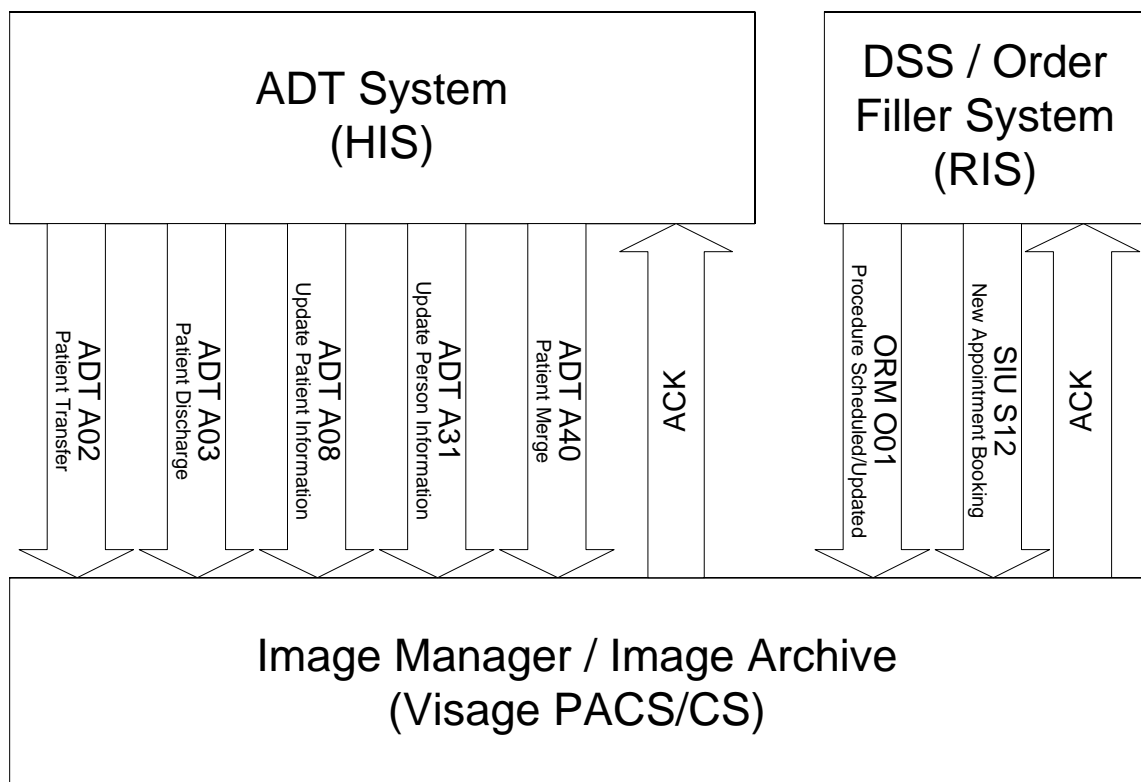 ADT System
(HIS)
DSS / Order
Filler System
(RIS)
ADT A02
Patient Transfer
ADT A03
Patient Discharge
ADT A08
Update Patient Information
ADT A31
Update Person Information
ADT A40
Patient Merge
ACK
ORM O01
Procedure Scheduled/Updated
SIU S12
New Appointment Booking
ACK
Image Manager / Image Archive
(Visage PACS/CS)